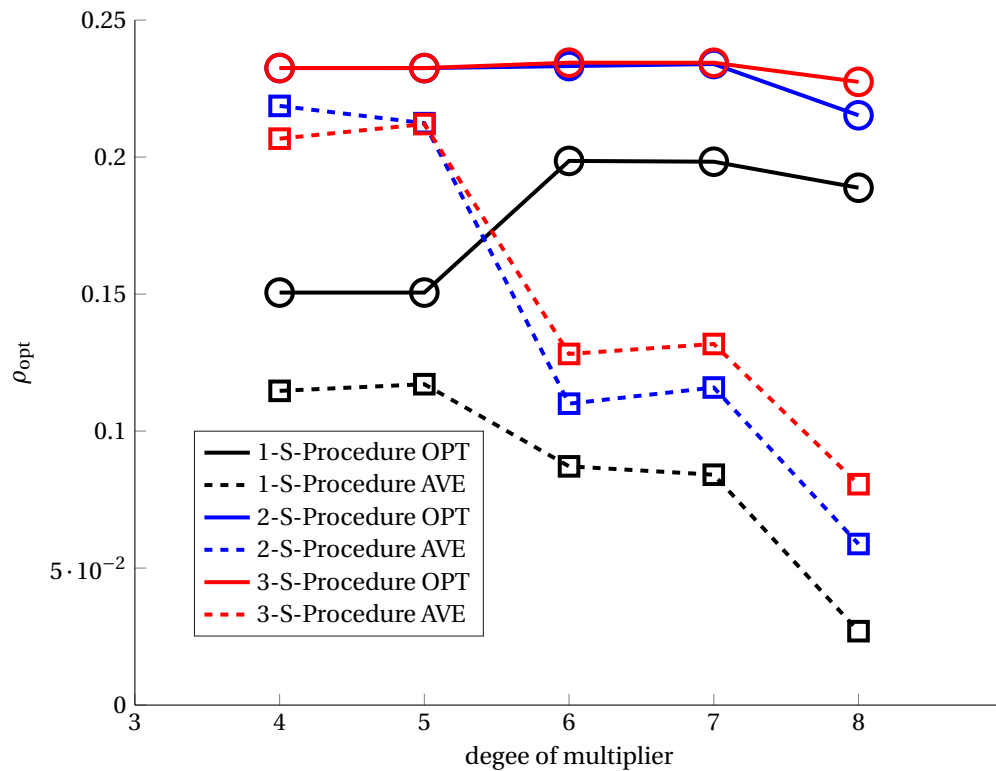 0.25
0.2
0.15
0.1
5 · 10⁻²
0
ρopt
1-S-Procedure OPT
1-S-Procedure AVE
2-S-Procedure OPT
2-S-Procedure AVE
3-S-Procedure OPT
3-S-Procedure AVE
3 4 5 6 7 8
degee of multiplier